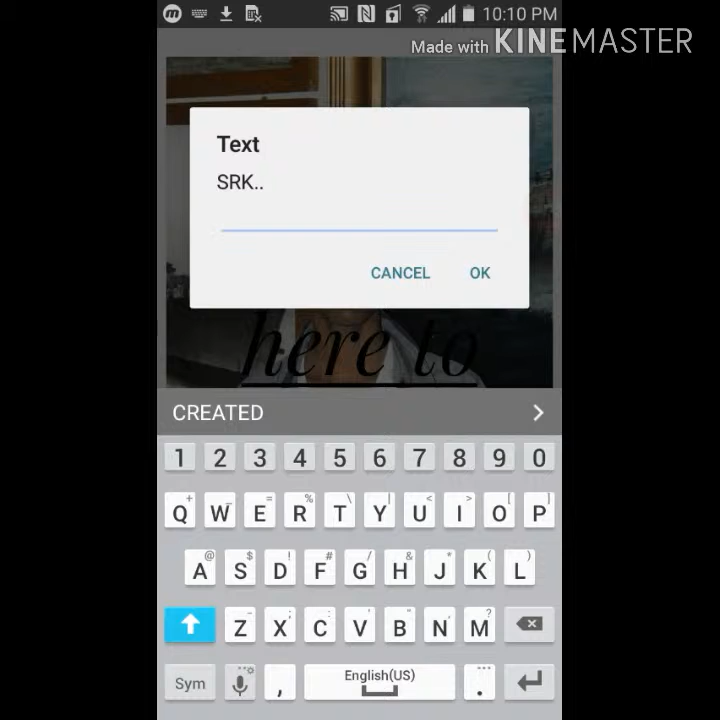 10:10 PM
Made with KINEMASTER
Text
SRK..
CANCEL OK
here to
CREATED
1 2 3 4 5 6 7 8 9 0
+ _ = % \ | < > [ ]
Q W E R T Y U I O P
@ $ ! # / & * ( )
A S D F G H J K L
- ; : ' " , ?
Z X C V B N M
Sym , English(US) .